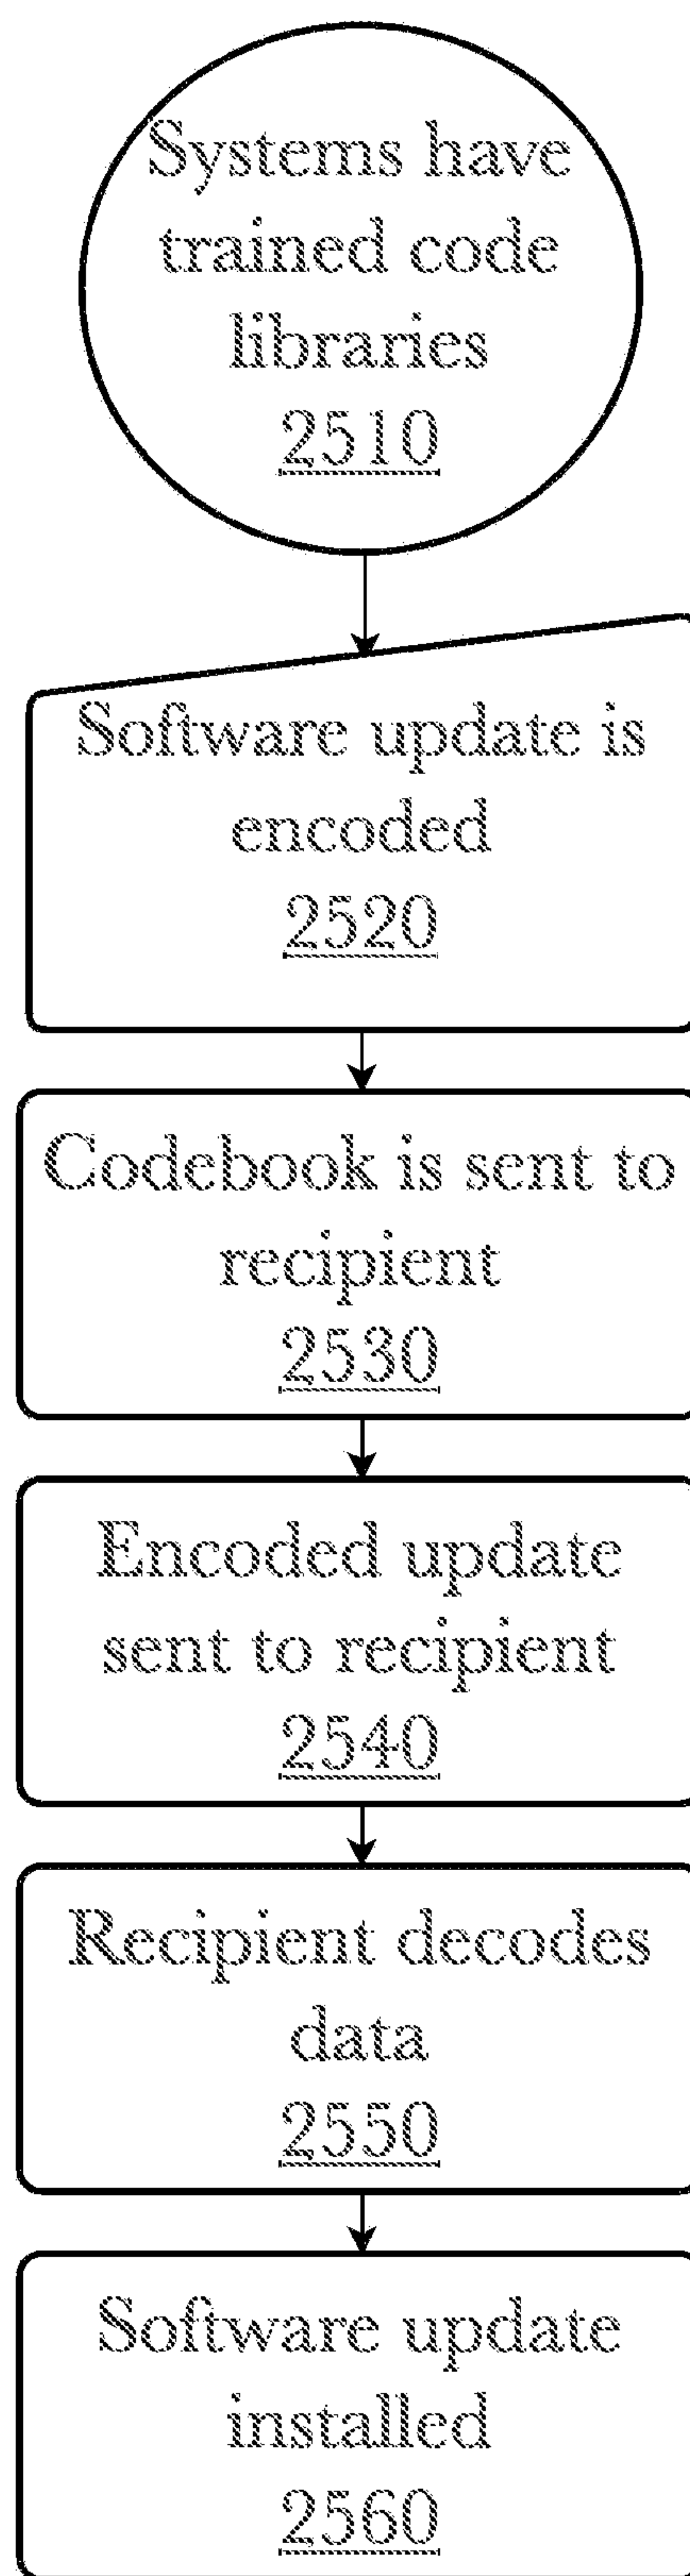 Systems have
trained code
libraries
2510
Software update is
encoded
2520
Codebook is sent to
recipient
2530
Encoded update
sent to recipient
2540
Recipient decodes
data
2550
Software update
installed
2560